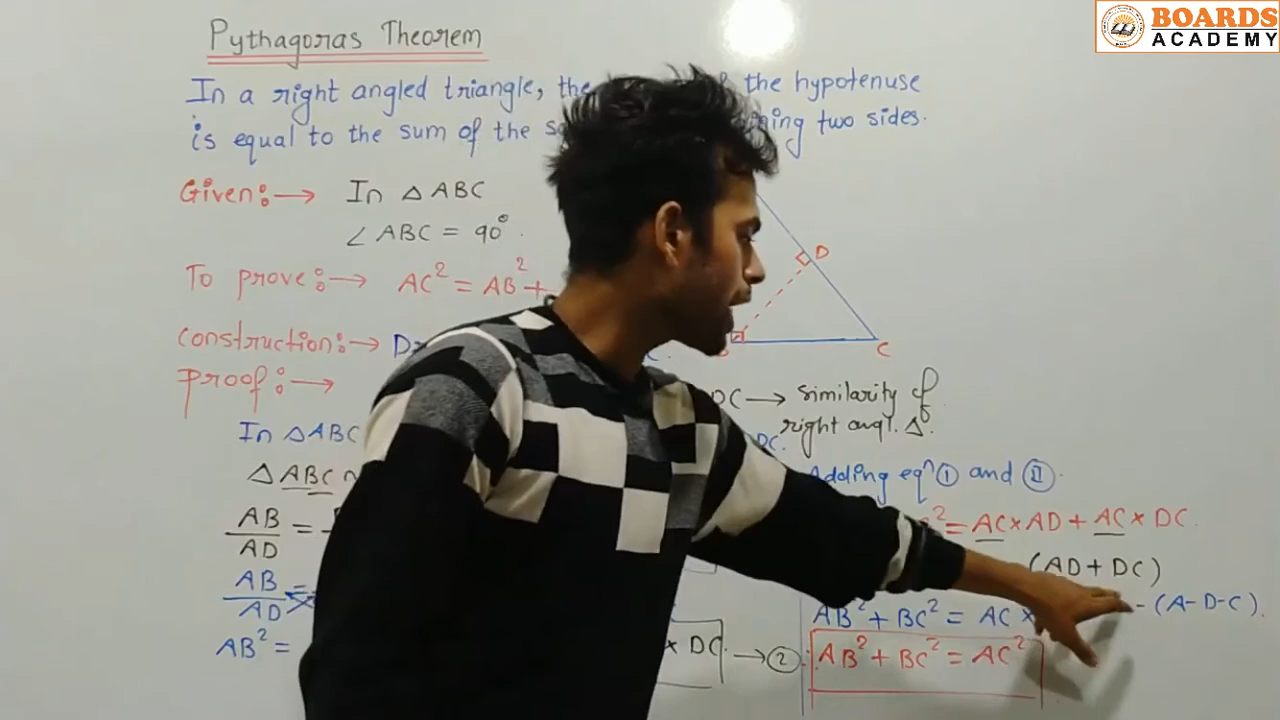 BOARDS
ACADEMY
Pythagoras Theorem
In a right angled triangle, the the hypotenuse
is equal to the sum of the two sides.
Given:→ In △ ABC
∠ ABC = 90°.
To prove:→ AC² = AB² +
D
C
Construction:→
Proof:→
DC → similarity of
right angl. △.
In △ABC
DC.
△ABC ~
Adding eqⁿ ① and Ⓘ.
AB/AD =
² = AC × AD + AC × DC.
(AD + DC)
AB/AD =
- (A-D-C).
AB² + BC² = AC ×
AB² =
× DC. → ②
AB² + BC² = AC²